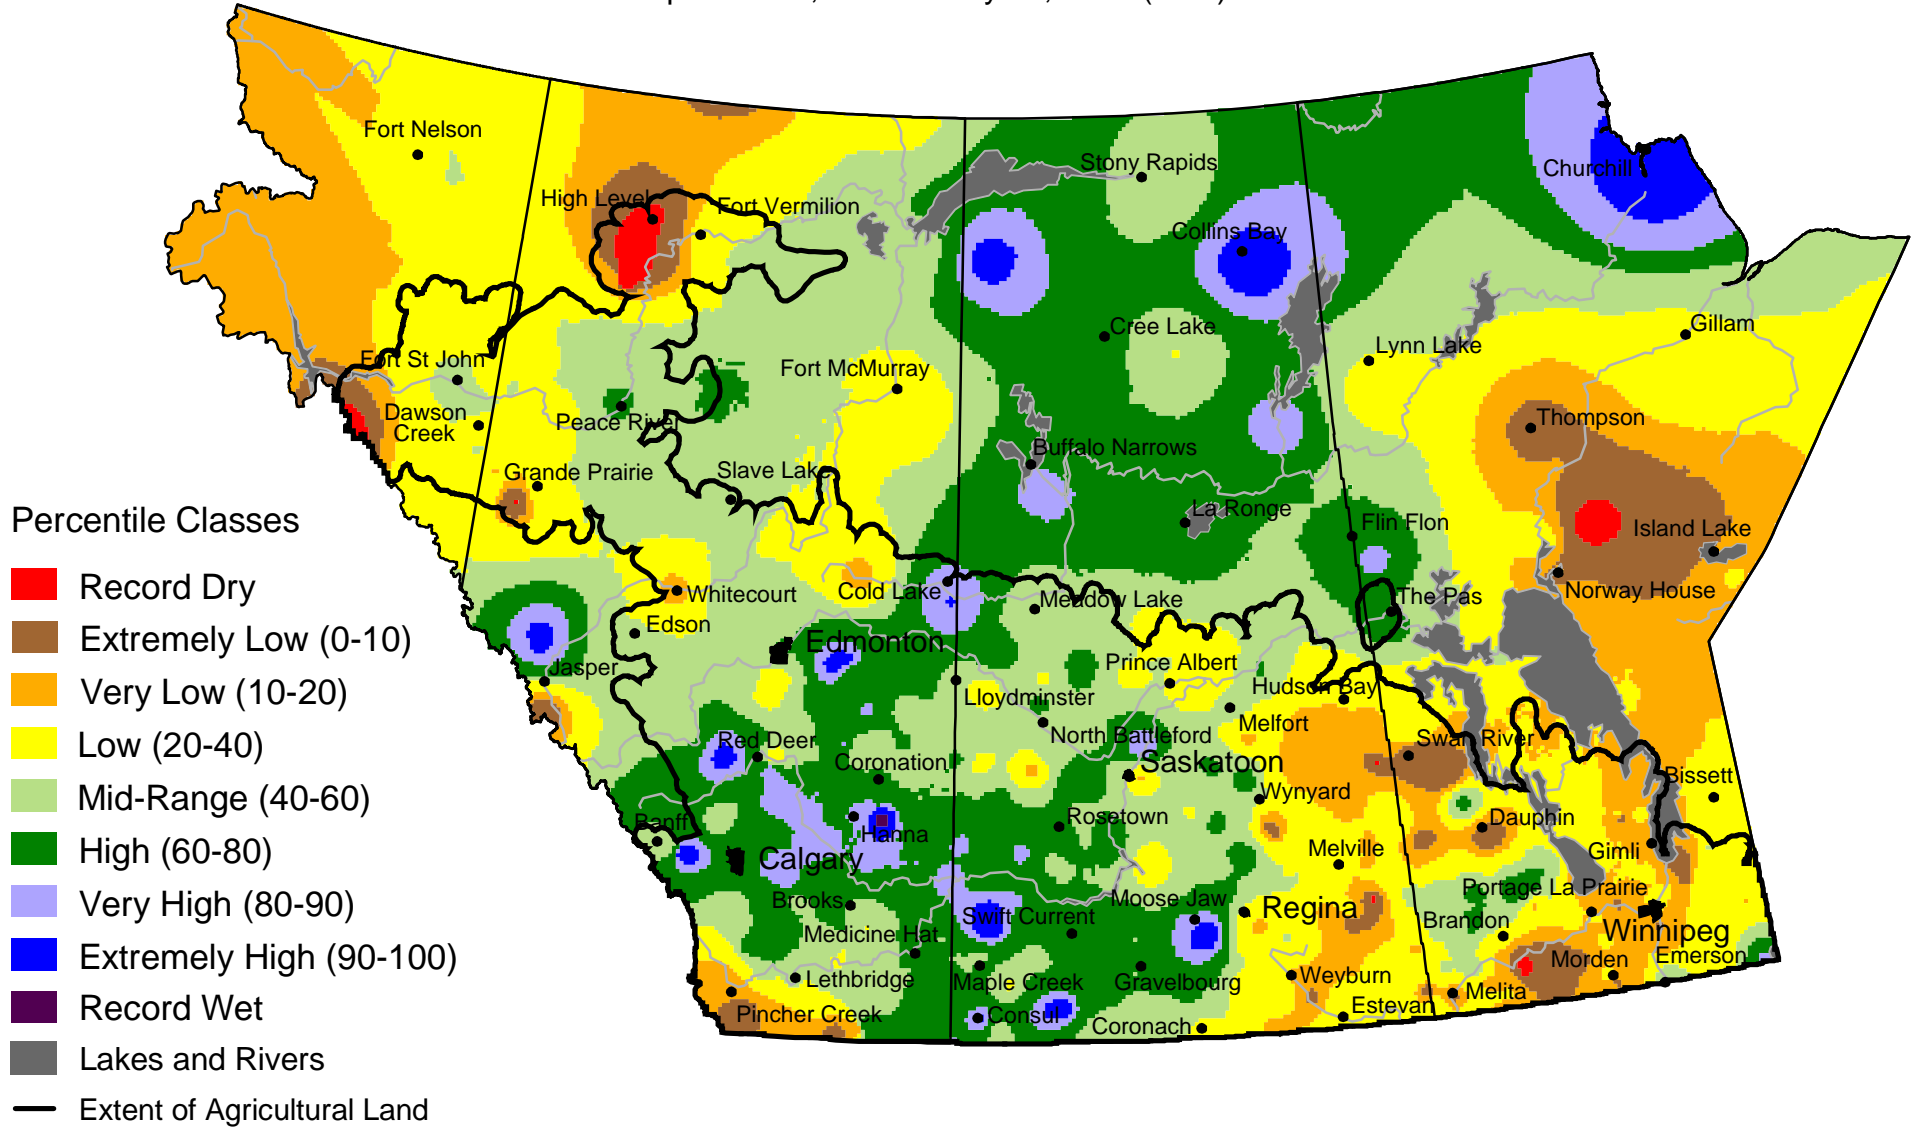 Fort Nelson
High Level
Fort Vermilion
Stony Rapids
Churchill
Collins Bay
Cree Lake
Gillam
Lynn Lake
Fort St John
Fort McMurray
Dawson
Creek
Peace River
Thompson
Buffalo Narrows
Grande Prairie
Slave Lake
La Ronge
Flin Flon
Island Lake
Percentile Classes
Record Dry
Extremely Low (0-10)
Very Low (10-20)
Low (20-40)
Mid-Range (40-60)
High (60-80)
Very High (80-90)
Extremely High (90-100)
Record Wet
Lakes and Rivers
Extent of Agricultural Land
Whitecourt
Cold Lake
Meadow Lake
The Pas
Norway House
Edson
Edmonton
Jasper
Prince Albert
Lloydminster
Hudson Bay
Melfort
Red Deer
North Battleford
Swan River
Coronation
Saskatoon
Bissett
Wynyard
Banff
Hanna
Rosetown
Dauphin
Calgary
Melville
Gimli
Brooks
Moose Jaw
Portage La Prairie
Swift Current
Regina
Brandon
Winnipeg
Medicine Hat
Lethbridge
Maple Creek
Gravelbourg
Weyburn
Morden
Emerson
Pincher Creek
Consul
Coronach
Estevan
Melita